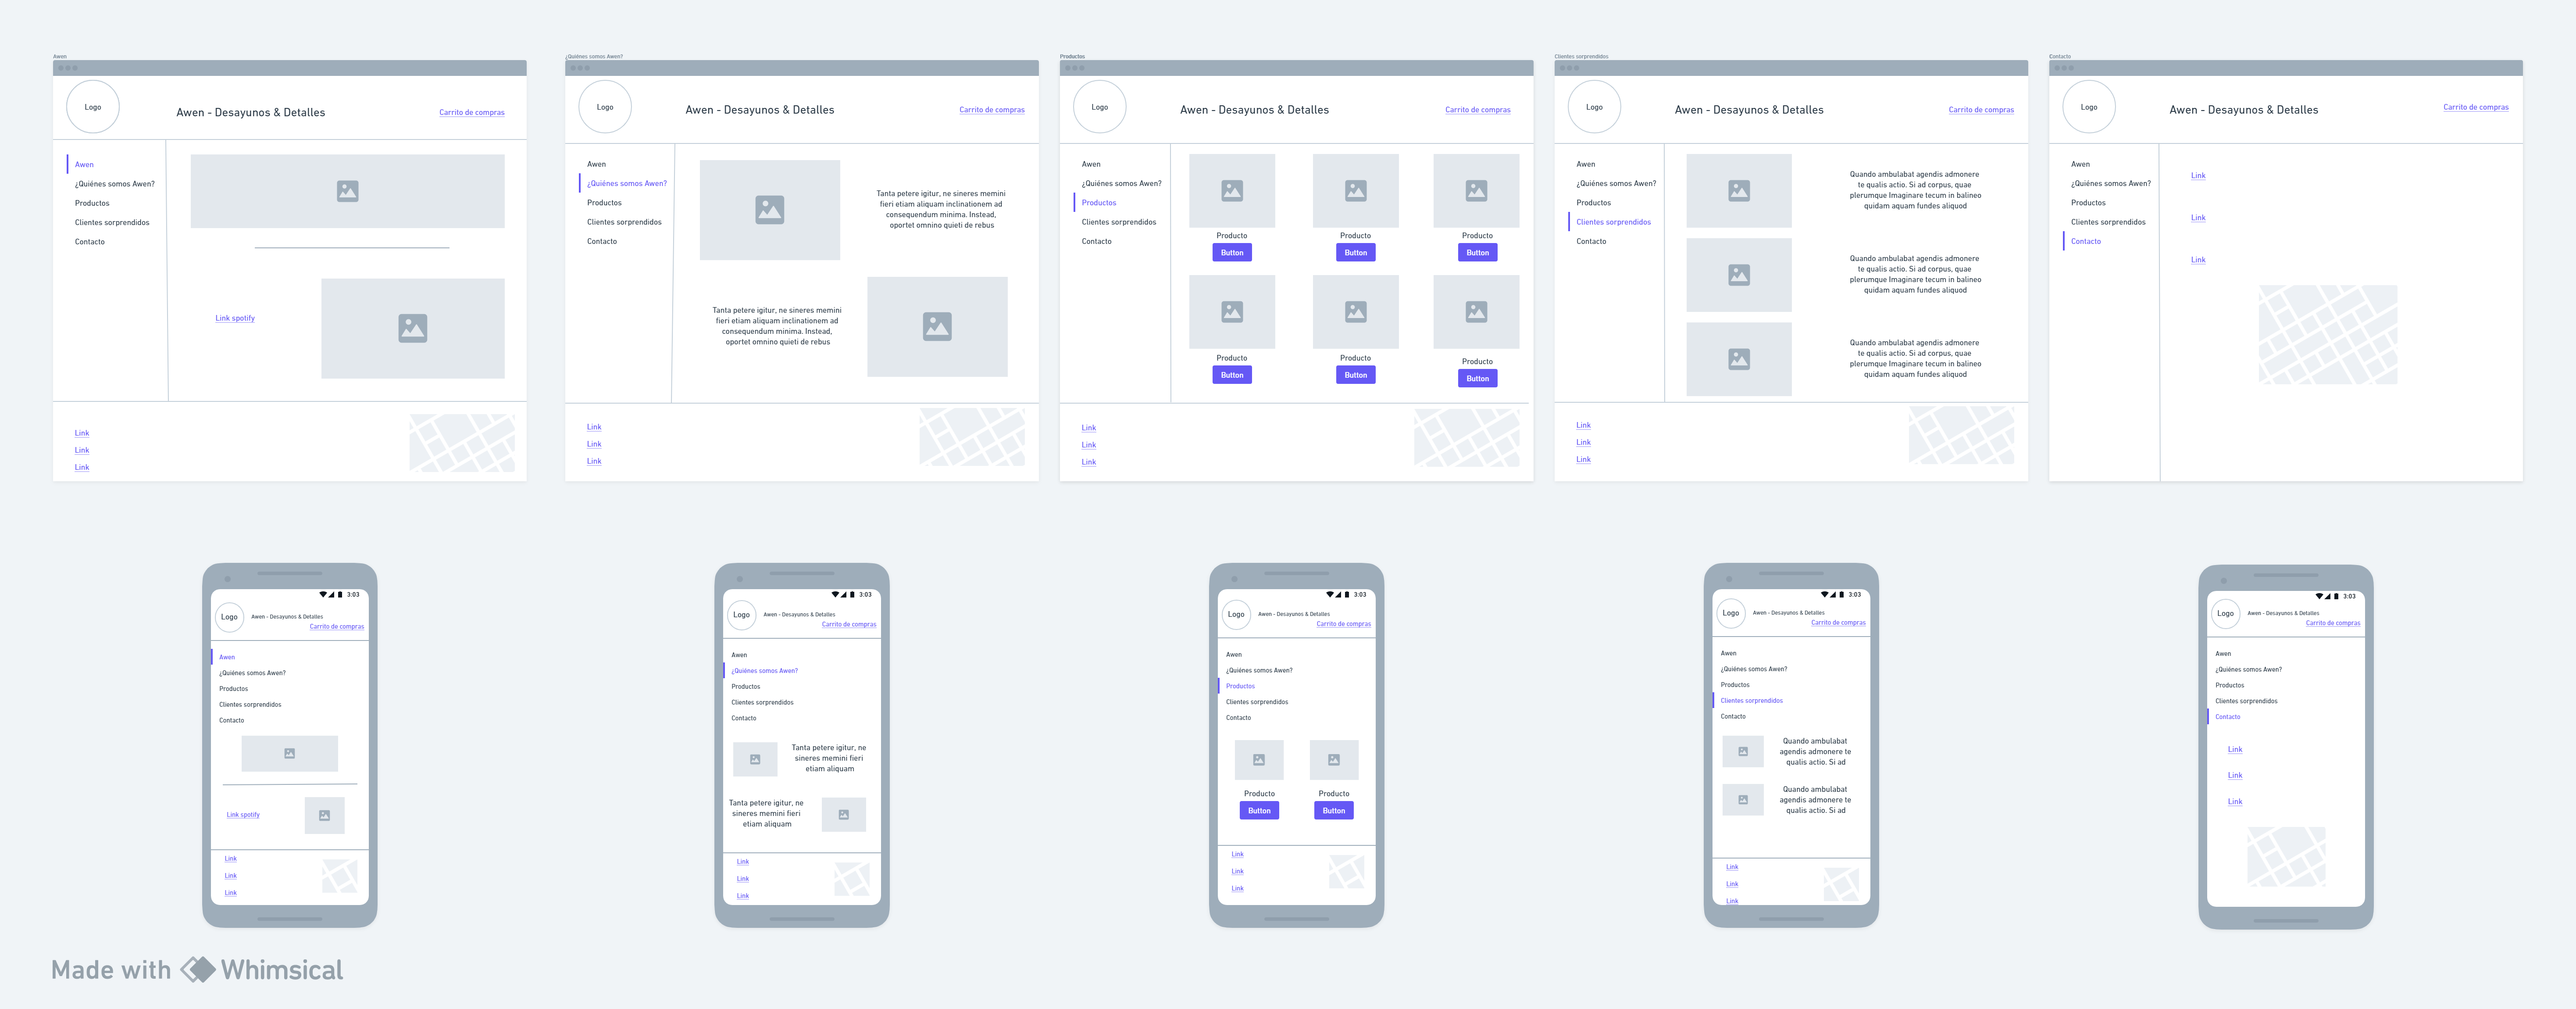 Awen
Logo
Awen - Desayunos & Detalles
Carrito de compras
Awen
¿Quiénes somos Awen?
Productos
Clientes sorprendidos
Contacto
Link spotify
Link
Link
Link
¿Quiénes somos Awen?
Logo
Awen - Desayunos & Detalles
Carrito de compras
Awen
¿Quiénes somos Awen?
Productos
Clientes sorprendidos
Contacto
Tanta petere igitur, ne sineres memini
fieri etiam aliquam inclinationem ad
consequendum minima. Instead,
oportet omnino quieti de rebus
Tanta petere igitur, ne sineres memini
fieri etiam aliquam inclinationem ad
consequendum minima. Instead,
oportet omnino quieti de rebus
Link
Link
Link
Productos
Logo
Awen - Desayunos & Detalles
Carrito de compras
Awen
¿Quiénes somos Awen?
Productos
Clientes sorprendidos
Contacto
Producto
Button
Producto
Button
Producto
Button
Producto
Button
Producto
Button
Producto
Button
Link
Link
Link
Clientes sorprendidos
Logo
Awen - Desayunos & Detalles
Carrito de compras
Awen
¿Quiénes somos Awen?
Productos
Clientes sorprendidos
Contacto
Quando ambulabat agendis admonere
te qualis actio. Si ad corpus, quae
plerumque Imaginare tecum in balineo
quidam aquam fundes aliquod
Quando ambulabat agendis admonere
te qualis actio. Si ad corpus, quae
plerumque Imaginare tecum in balineo
quidam aquam fundes aliquod
Quando ambulabat agendis admonere
te qualis actio. Si ad corpus, quae
plerumque Imaginare tecum in balineo
quidam aquam fundes aliquod
Link
Link
Link
Contacto
Logo
Awen - Desayunos & Detalles
Carrito de compras
Awen
¿Quiénes somos Awen?
Productos
Clientes sorprendidos
Contacto
Link
Link
Link
3:03
Logo
Awen - Desayunos & Detalles
Carrito de compras
Awen
¿Quiénes somos Awen?
Productos
Clientes sorprendidos
Contacto
Link spotify
Link
Link
Link
3:03
Logo
Awen - Desayunos & Detalles
Carrito de compras
Awen
¿Quiénes somos Awen?
Productos
Clientes sorprendidos
Contacto
Tanta petere igitur, ne
sineres memini fieri
etiam aliquam
Tanta petere igitur, ne
sineres memini fieri
etiam aliquam
Link
Link
Link
3:03
Logo
Awen - Desayunos & Detalles
Carrito de compras
Awen
¿Quiénes somos Awen?
Productos
Clientes sorprendidos
Contacto
Producto
Button
Producto
Button
Link
Link
Link
3:03
Logo
Awen - Desayunos & Detalles
Carrito de compras
Awen
¿Quiénes somos Awen?
Productos
Clientes sorprendidos
Contacto
Quando ambulabat
agendis admonere te
qualis actio. Si ad
Quando ambulabat
agendis admonere te
qualis actio. Si ad
Link
Link
Link
3:03
Logo
Awen - Desayunos & Detalles
Carrito de compras
Awen
¿Quiénes somos Awen?
Productos
Clientes sorprendidos
Contacto
Link
Link
Link
Made with Whimsical